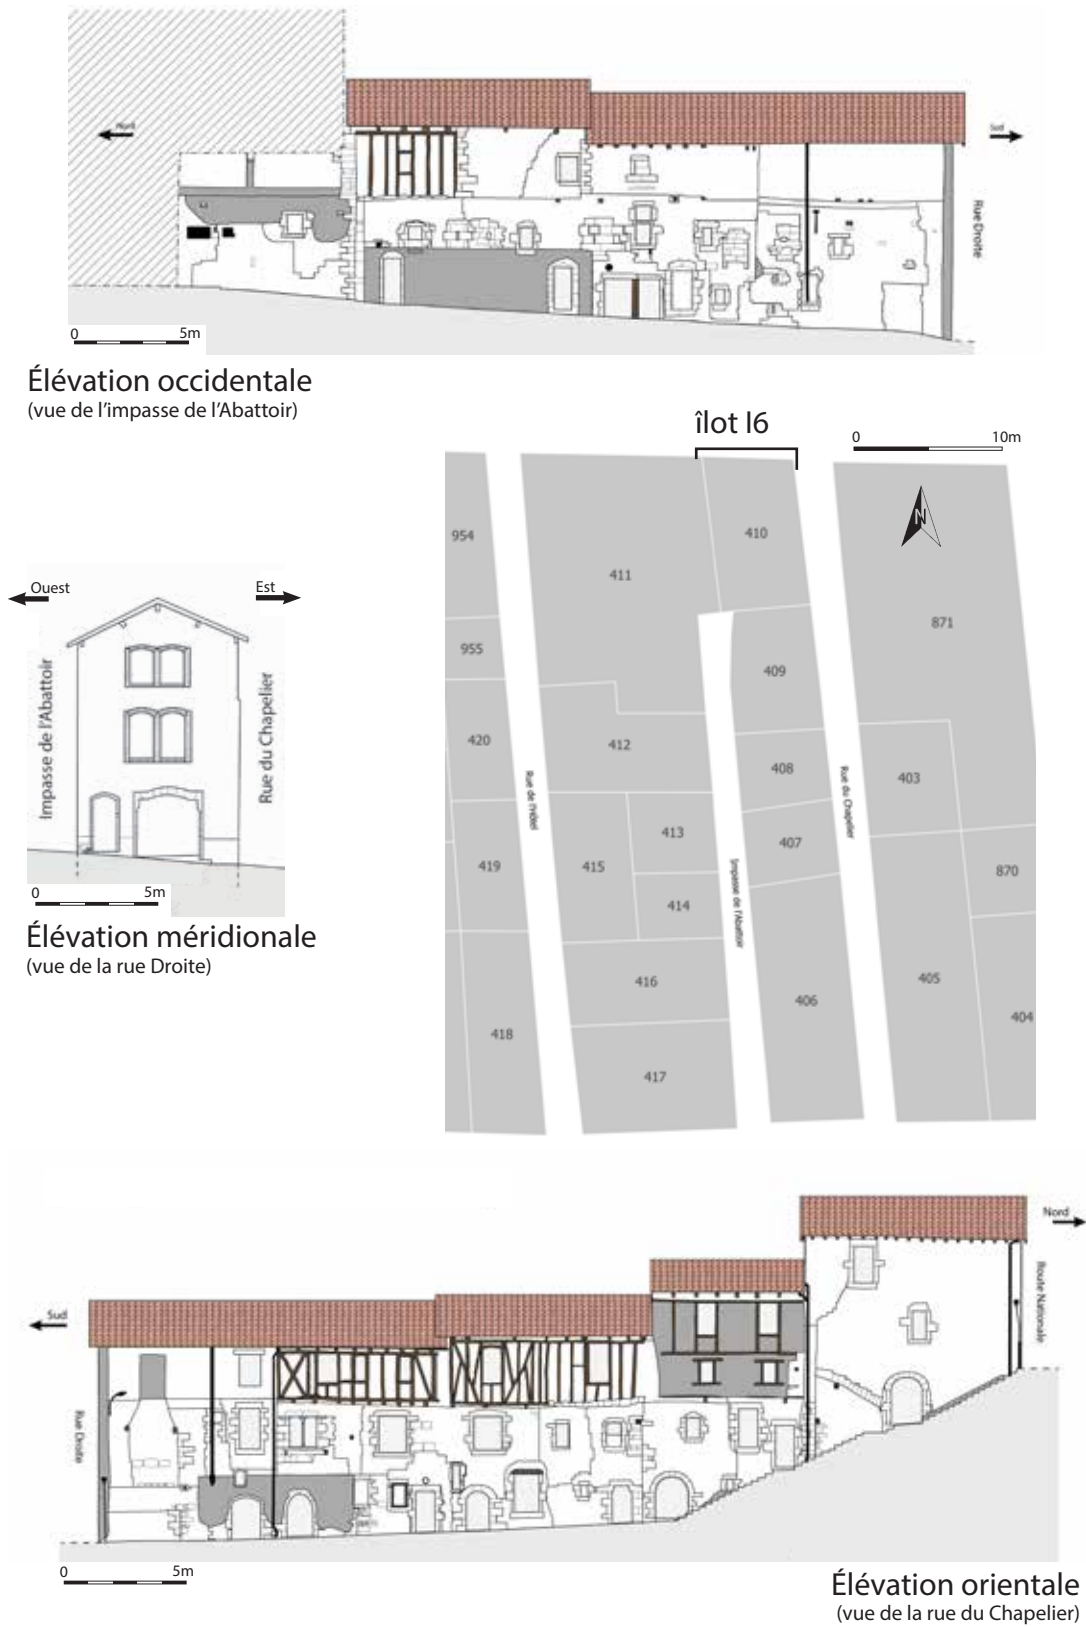 Nord
Sud
Rue Droite
0 5m
Élévation occidentale
(vue de l'impasse de l'Abattoir)
îlot I6
0 10m
N
954
411
410
871
955
409
420
412
408
403
Rue de l'Hôtel
Rue du Chapelier
413
407
419
415
870
414
Impasse de l'Abattoir
416
405
406
404
418
417
Ouest
Est
Impasse de l'Abattoir
Rue du Chapelier
0 5m
Élévation méridionale
(vue de la rue Droite)
Nord
Route Nationale
Sud
Rue Droite
0 5m
Élévation orientale
(vue de la rue du Chapelier)